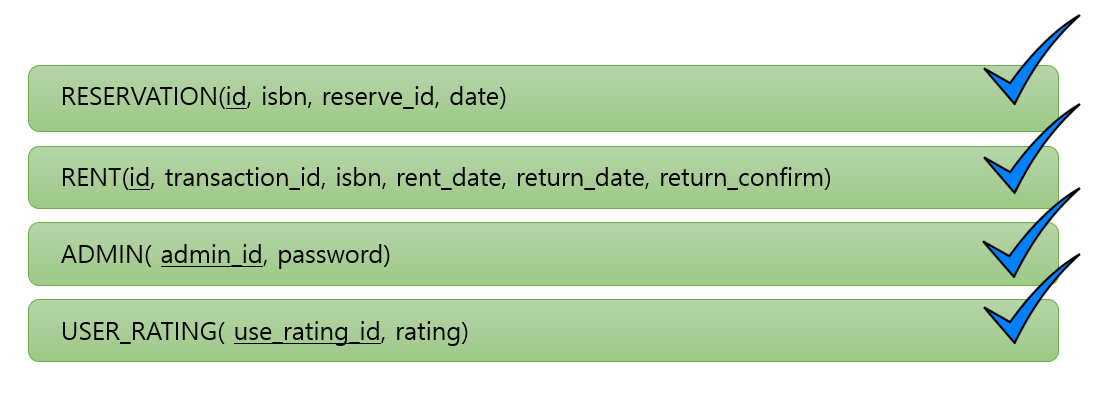 RESERVATION(id, isbn, reserve_id, date)
RENT(id, transaction_id, isbn, rent_date, return_date, return_confirm)
ADMIN( admin_id, password)
USER_RATING( use_rating_id, rating)